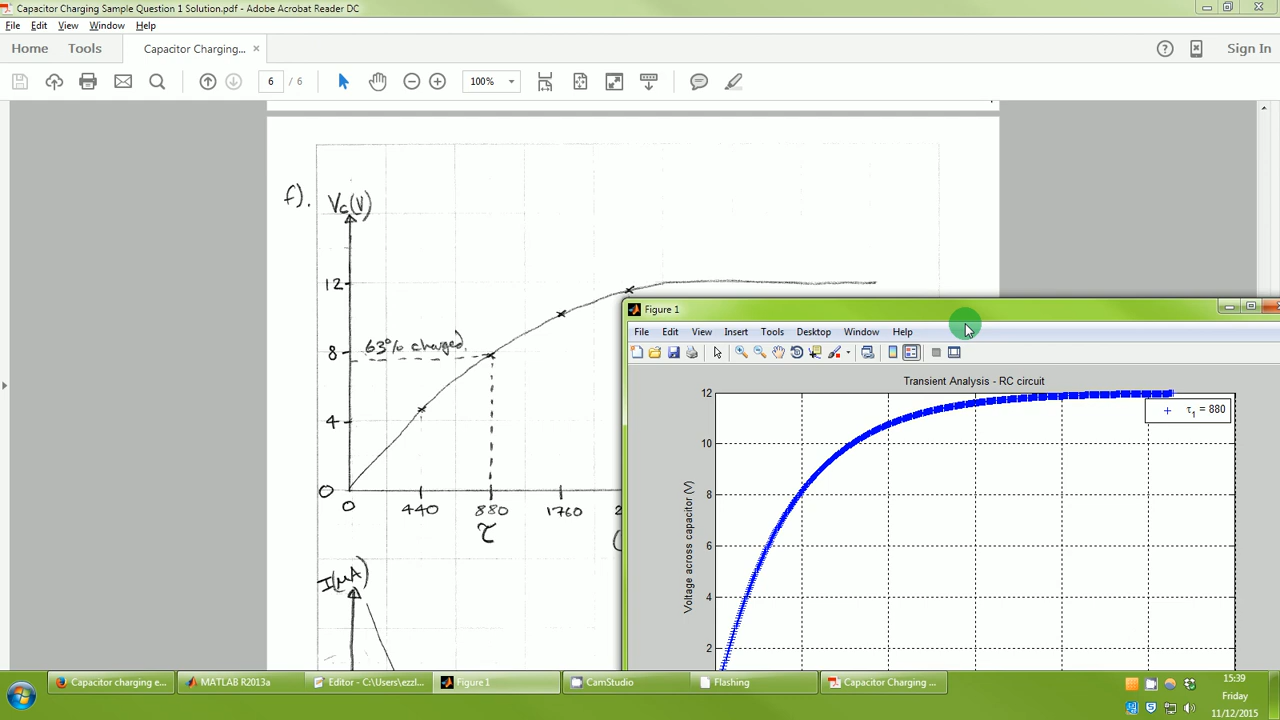 Capacitor Charging Sample Question 1 Solution.pdf - Adobe Acrobat Reader DC
File Edit View Window Help
Home Tools Capacitor Charging... × Sign In
6 / 6 100%
f). Vc(V)
12
63% charged.
8
4
0
0 440 880 1760
τ
I(μA)
Figure 1
File Edit View Insert Tools Desktop Window Help
Transient Analysis - RC circuit
τ1 = 880
12
10
8
6
4
2
Voltage across capacitor (V)
Capacitor charging e... MATLAB R2013a Editor - C:\Users\ezzl... Figure 1 CamStudio Flashing Capacitor Charging ...
15:39
Friday
11/12/2015